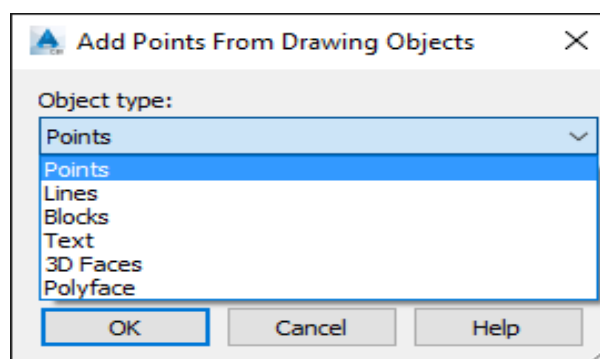 Add Points From Drawing Objects
Object type:
Points
Points
Lines
Blocks
Text
3D Faces
Polyface
OK Cancel Help